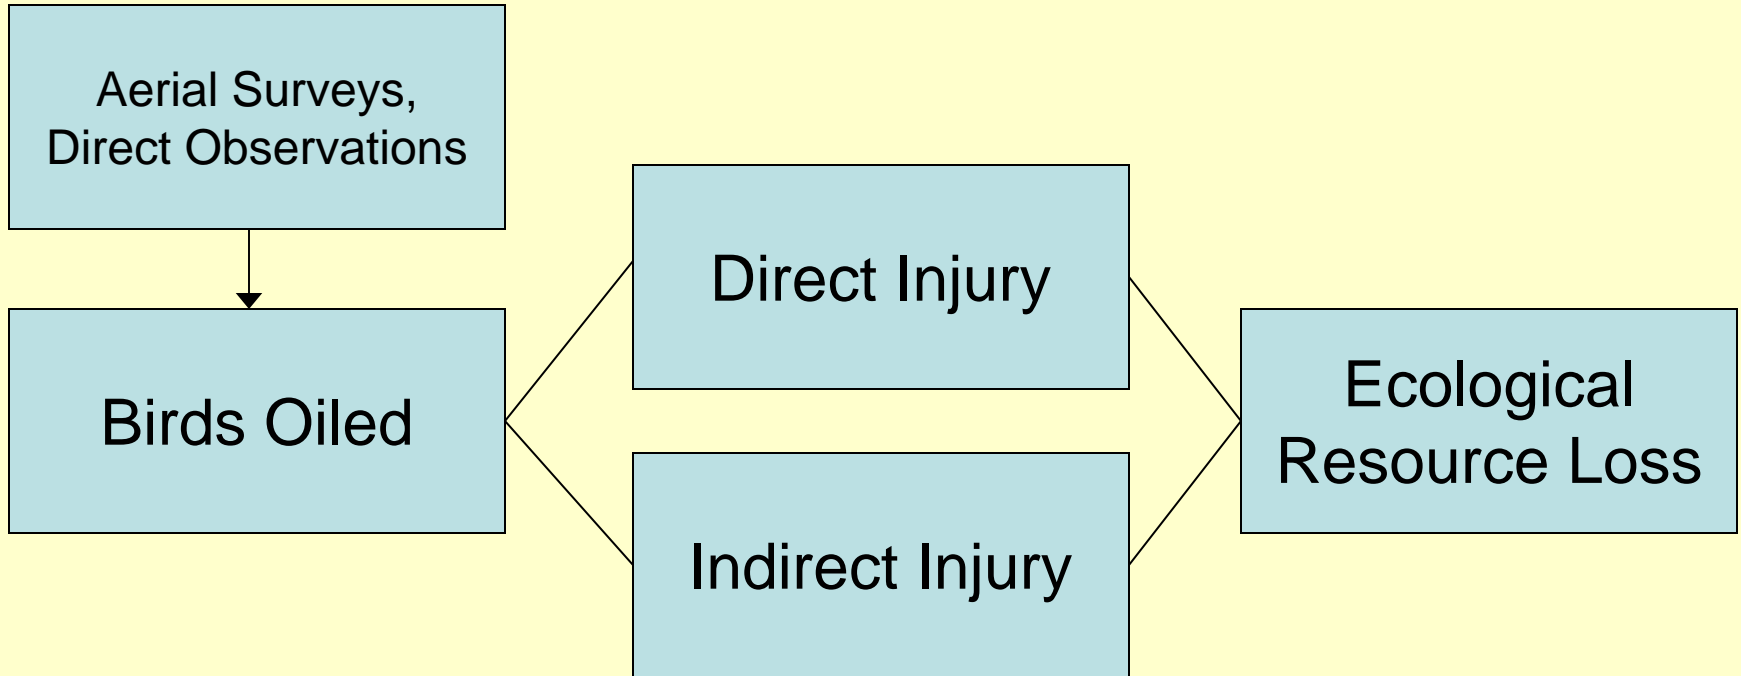 Aerial Surveys,
Direct Observations
Birds Oiled
Direct Injury
Indirect Injury
Ecological
Resource Loss